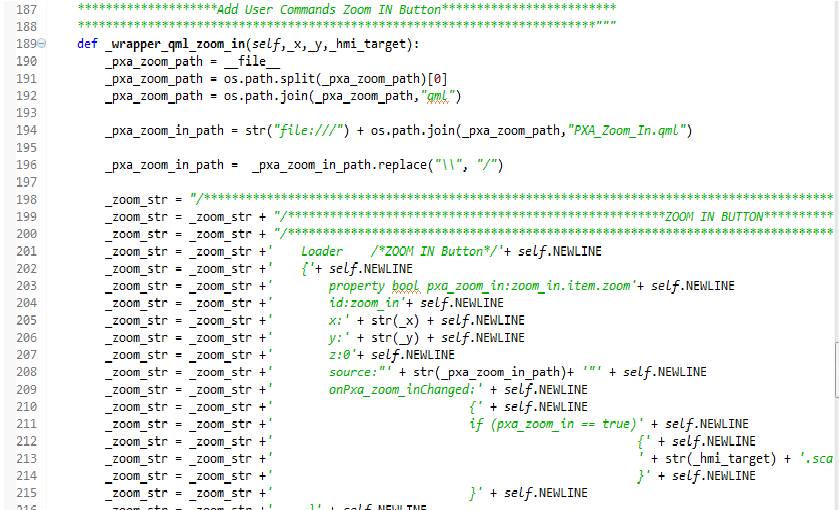 187 ********************Add User Commands Zoom IN Button*************************
188 **************************************************************************"""
189 def _wrapper_qml_zoom_in(self,_x,_y,_hmi_target):
190 _pxa_zoom_path = __file__
191 _pxa_zoom_path = os.path.split(_pxa_zoom_path)[0]
192 _pxa_zoom_path = os.path.join(_pxa_zoom_path,"qml")
193
194 _pxa_zoom_in_path = str("file:///") + os.path.join(_pxa_zoom_path,"PXA_Zoom_In.qml")
195
196 _pxa_zoom_in_path =  _pxa_zoom_in_path.replace("\\", "/")
197
198 _zoom_str = "/******************************************************************************************
199 _zoom_str = _zoom_str + "/******************************************************ZOOM IN BUTTON**********
200 _zoom_str = _zoom_str + "/******************************************************************************
201 _zoom_str = _zoom_str +'    Loader    /*ZOOM IN Button*/'+ self.NEWLINE
202 _zoom_str = _zoom_str +'    {'+ self.NEWLINE
203 _zoom_str = _zoom_str +'        property bool pxa_zoom_in:zoom_in.item.zoom'+ self.NEWLINE
204 _zoom_str = _zoom_str +'        id:zoom_in'+ self.NEWLINE
205 _zoom_str = _zoom_str +'        x:' + str(_x) + self.NEWLINE
206 _zoom_str = _zoom_str +'        y:' + str(_y) + self.NEWLINE
207 _zoom_str = _zoom_str +'        z:0'+ self.NEWLINE
208 _zoom_str = _zoom_str +'        source:"' + str(_pxa_zoom_in_path)+ '"' + self.NEWLINE
209 _zoom_str = _zoom_str +'        onPxa_zoom_inChanged:' + self.NEWLINE
210 _zoom_str = _zoom_str +'                            {' + self.NEWLINE
211 _zoom_str = _zoom_str +'                            if (pxa_zoom_in == true)' + self.NEWLINE
212 _zoom_str = _zoom_str +'                                                    {' + self.NEWLINE
213 _zoom_str = _zoom_str +'                                                    ' + str(_hmi_target) + '.sca
214 _zoom_str = _zoom_str +'                                                    }' + self.NEWLINE
215 _zoom_str = _zoom_str +'                            }' + self.NEWLINE
216 _zoom_str = _zoom_str +'     }' + self.NEWLINE